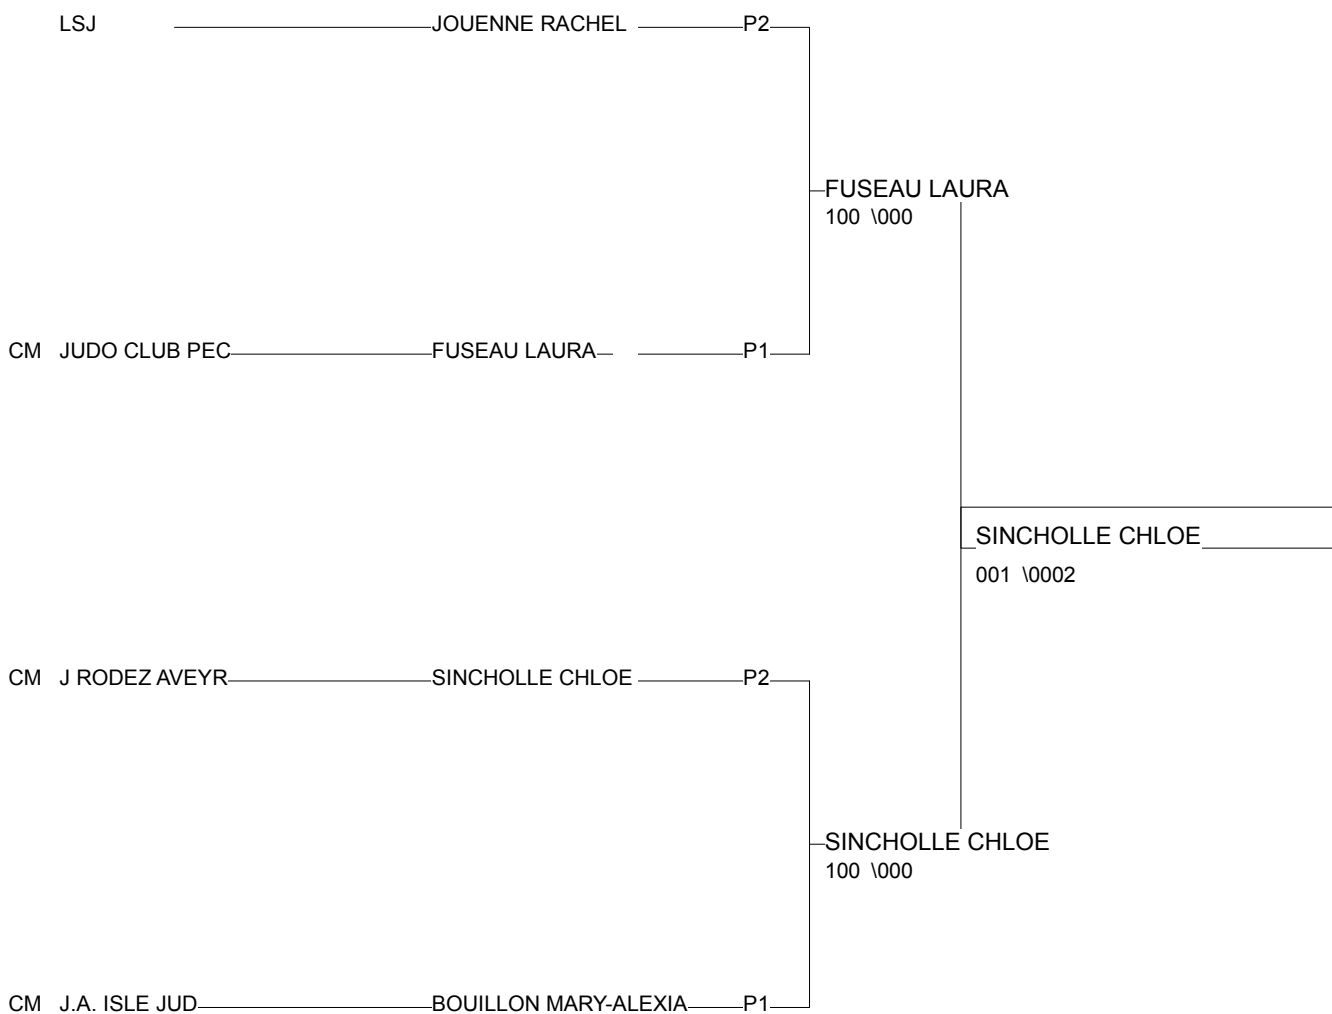 LSJ JOUENNE RACHEL P2
FUSEAU LAURA
100 \000
CM JUDO CLUB PEC FUSEAU LAURA P1
SINCHOLLE CHLOE
001 \0002
CM J RODEZ AVEYR SINCHOLLE CHLOE P2
SINCHOLLE CHLOE
100 \000
CM J.A. ISLE JUD BOUILLON MARY-ALEXIA P1